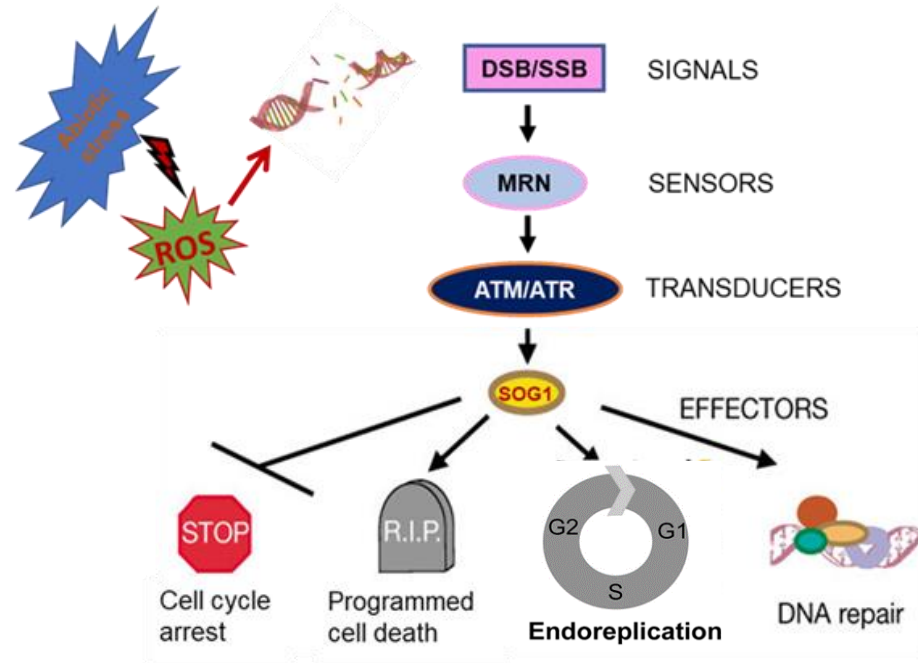 Abiotic
stress
ROS
DSB/SSB
SIGNALS
MRN
SENSORS
ATM/ATR
TRANSDUCERS
SOG1
EFFECTORS
STOP
R.I.P.
G2
G1
S
Cell cycle
arrest
Programmed
cell death
Endoreplication
DNA repair